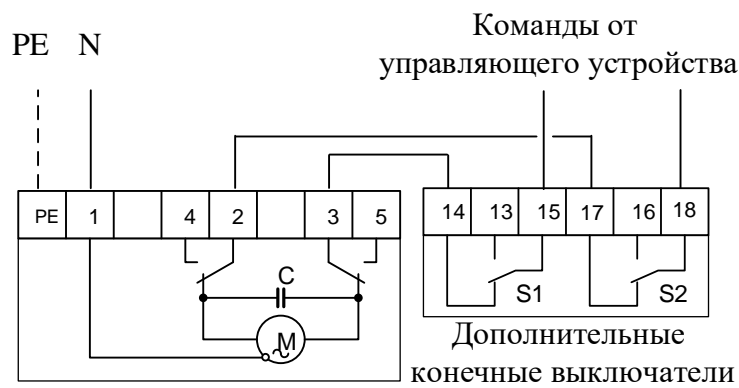 PE N
Команды от
управляющего устройства
PE 1 4 2 3 5
14 13 15 17 16 18
C
S1 S2
M
Дополнительные
конечные выключатели